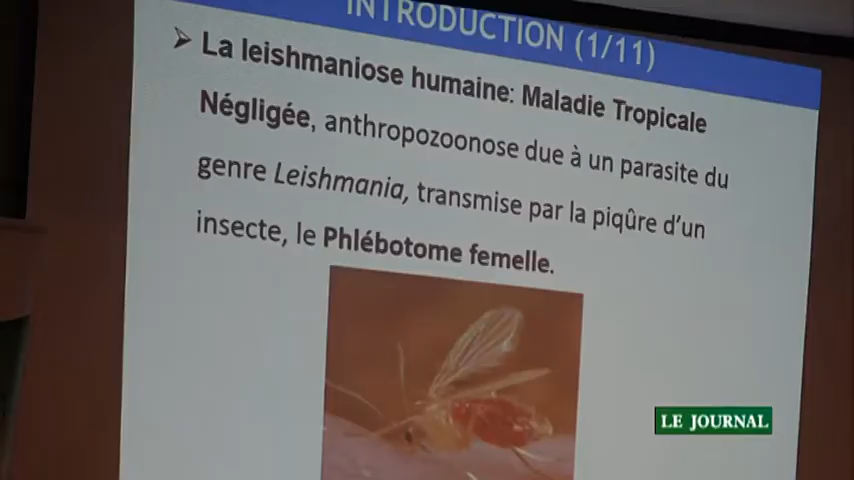 INTRODUCTION (1/11)
➤ La leishmaniose humaine: Maladie Tropicale
Négligée, anthropozoonose due à un parasite du
genre Leishmania, transmise par la piqûre d'un
insecte, le Phlébotome femelle.
LE JOURNAL